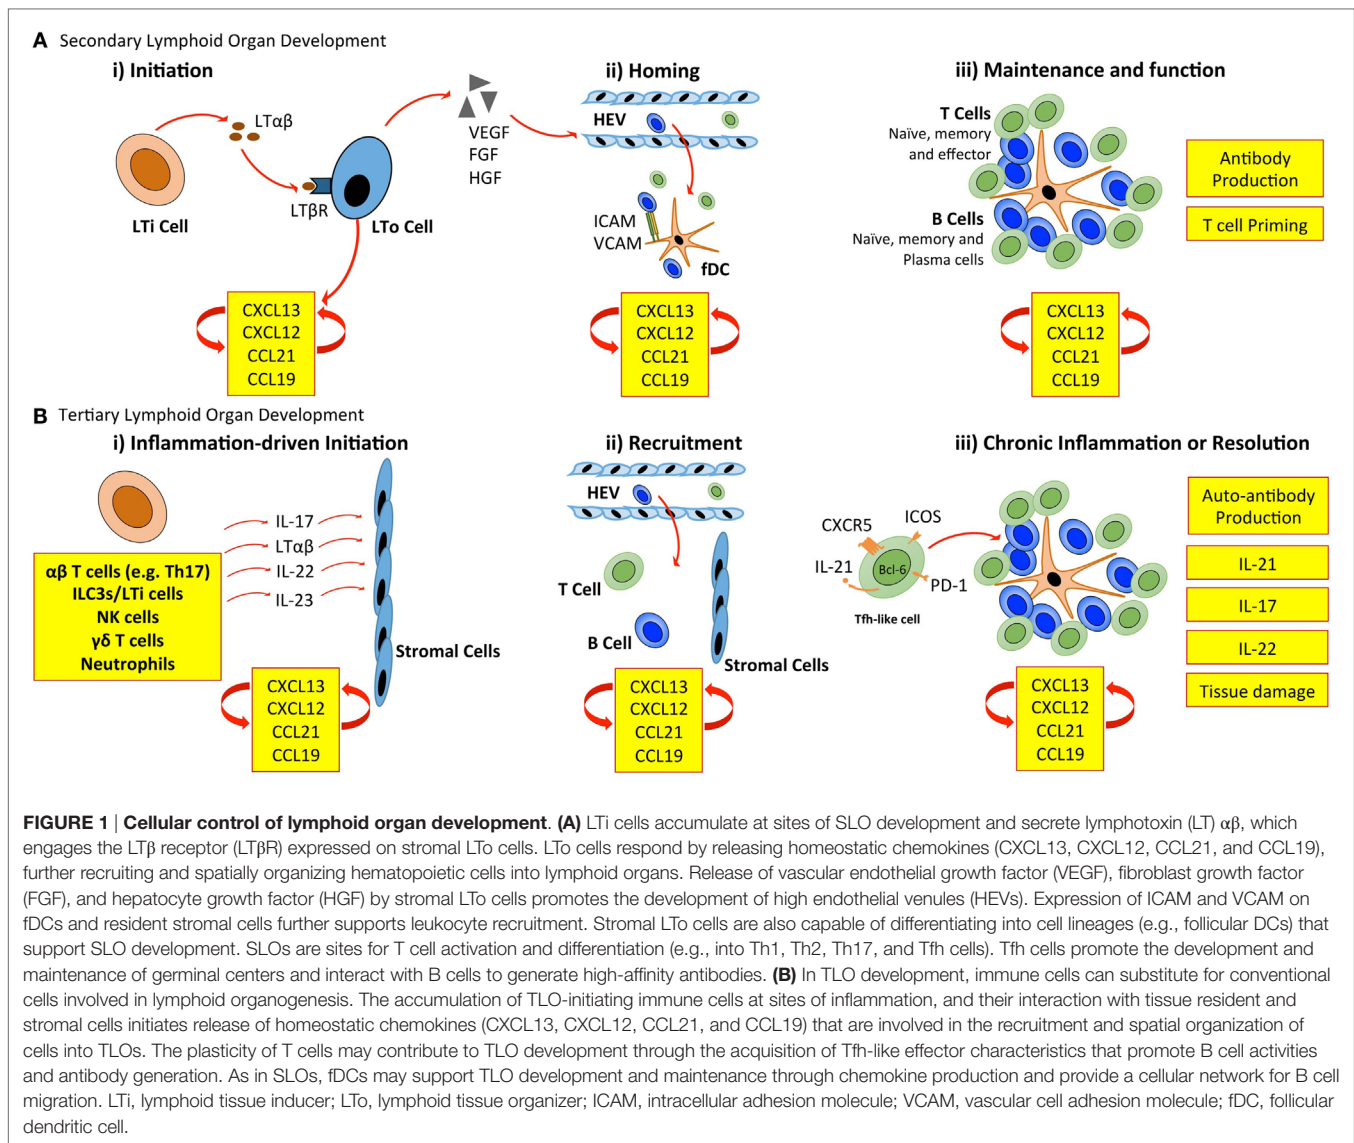 A Secondary Lymphoid Organ Development
i) Initiation
LTαβ
LTi Cell
LTβR
LTo Cell
VEGF
FGF
HGF
CXCL13
CXCL12
CCL21
CCL19
ii) Homing
HEV
ICAM
VCAM
fDC
CXCL13
CXCL12
CCL21
CCL19
iii) Maintenance and function
T Cells
Naïve, memory
and effector
B Cells
Naïve, memory and
Plasma cells
Antibody
Production
T cell Priming
CXCL13
CXCL12
CCL21
CCL19
B Tertiary Lymphoid Organ Development
i) Inflammation-driven Initiation
αβ T cells (e.g. Th17)
ILC3s/LTi cells
NK cells
γδ T cells
Neutrophils
IL-17
LTαβ
IL-22
IL-23
Stromal Cells
CXCL13
CXCL12
CCL21
CCL19
ii) Recruitment
HEV
T Cell
B Cell
Stromal Cells
CXCL13
CXCL12
CCL21
CCL19
iii) Chronic Inflammation or Resolution
CXCR5
ICOS
IL-21
Bcl-6
PD-1
Tfh-like cell
Auto-antibody
Production
IL-21
IL-17
IL-22
Tissue damage
CXCL13
CXCL12
CCL21
CCL19
FIGURE 1 | Cellular control of lymphoid organ development. (A) LTi cells accumulate at sites of SLO development and secrete lymphotoxin (LT) αβ, which
engages the LTβ receptor (LTβR) expressed on stromal LTo cells. LTo cells respond by releasing homeostatic chemokines (CXCL13, CXCL12, CCL21, and CCL19),
further recruiting and spatially organizing hematopoietic cells into lymphoid organs. Release of vascular endothelial growth factor (VEGF), fibroblast growth factor
(FGF), and hepatocyte growth factor (HGF) by stromal LTo cells promotes the development of high endothelial venules (HEVs). Expression of ICAM and VCAM on
fDCs and resident stromal cells further supports leukocyte recruitment. Stromal LTo cells are also capable of differentiating into cell lineages (e.g., follicular DCs) that
support SLO development. SLOs are sites for T cell activation and differentiation (e.g., into Th1, Th2, Th17, and Tfh cells). Tfh cells promote the development and
maintenance of germinal centers and interact with B cells to generate high-affinity antibodies. (B) In TLO development, immune cells can substitute for conventional
cells involved in lymphoid organogenesis. The accumulation of TLO-initiating immune cells at sites of inflammation, and their interaction with tissue resident and
stromal cells initiates release of homeostatic chemokines (CXCL13, CXCL12, CCL21, and CCL19) that are involved in the recruitment and spatial organization of
cells into TLOs. The plasticity of T cells may contribute to TLO development through the acquisition of Tfh-like effector characteristics that promote B cell activities
and antibody generation. As in SLOs, fDCs may support TLO development and maintenance through chemokine production and provide a cellular network for B cell
migration. LTi, lymphoid tissue inducer; LTo, lymphoid tissue organizer; ICAM, intracellular adhesion molecule; VCAM, vascular cell adhesion molecule; fDC, follicular
dendritic cell.